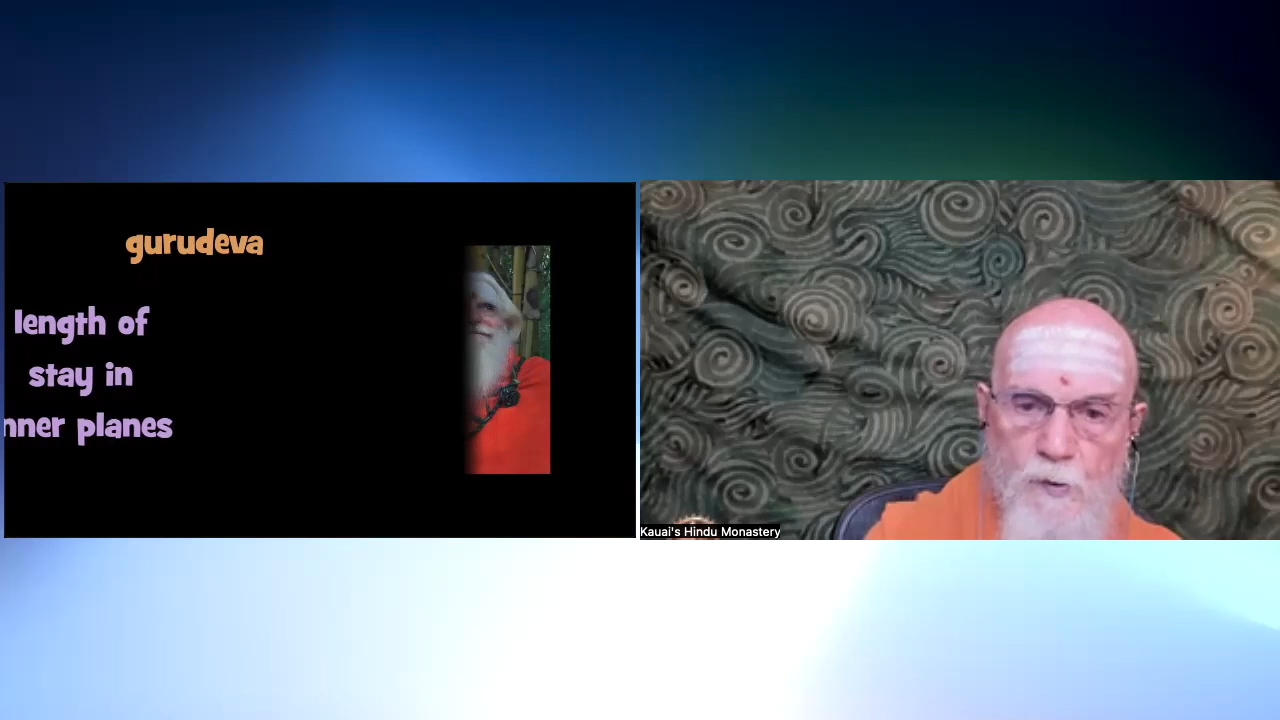 gurudeva
length of
stay in
nner planes
Kauai's Hindu Monastery